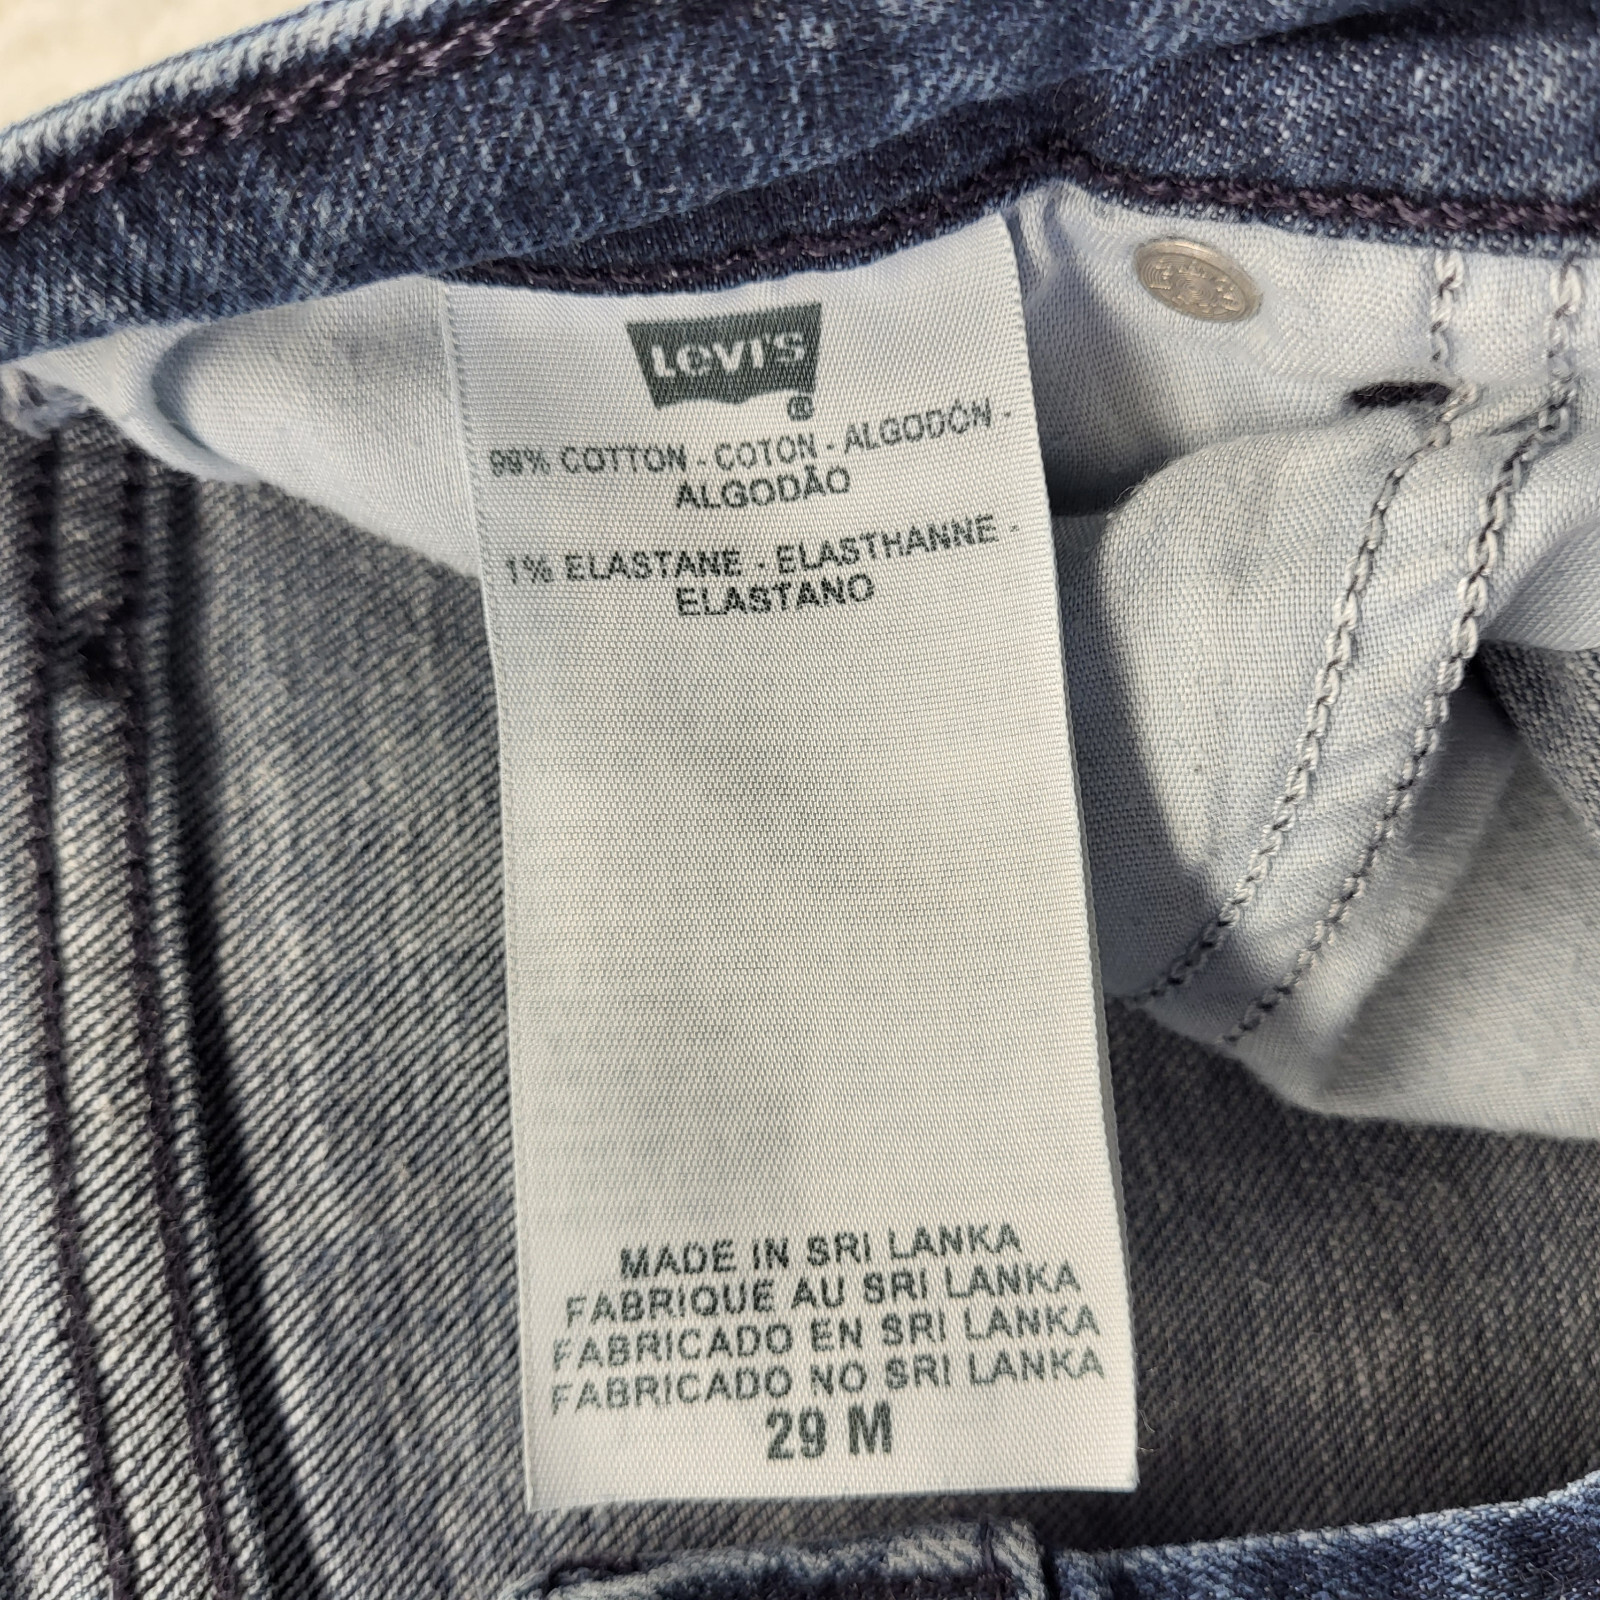 LEVI'S
®
99% COTTON - COTON - ALGODÓN -
ALGODÃO
1% ELASTANE - ELASTHANNE -
ELASTANO
MADE IN SRI LANKA
FABRIQUE AU SRI LANKA
FABRICADO EN SRI LANKA
FABRICADO NO SRI LANKA
29 M